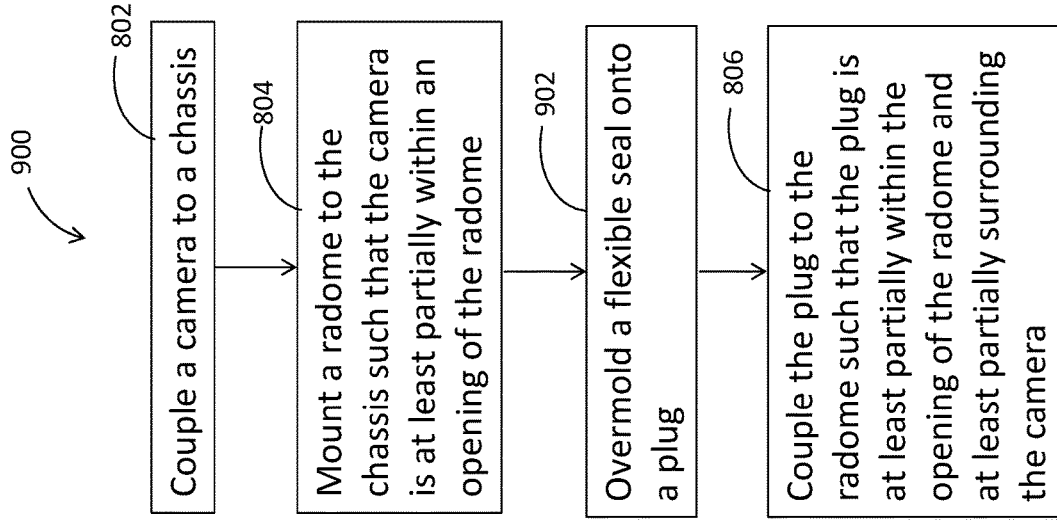 900
802
Couple a camera to a chassis
804
Mount a radome to the
chassis such that the camera
is at least partially within an
opening of the radome
902
Overmold a flexible seal onto
a plug
806
Couple the plug to the
radome such that the plug is
at least partially within the
opening of the radome and
at least partially surrounding
the camera